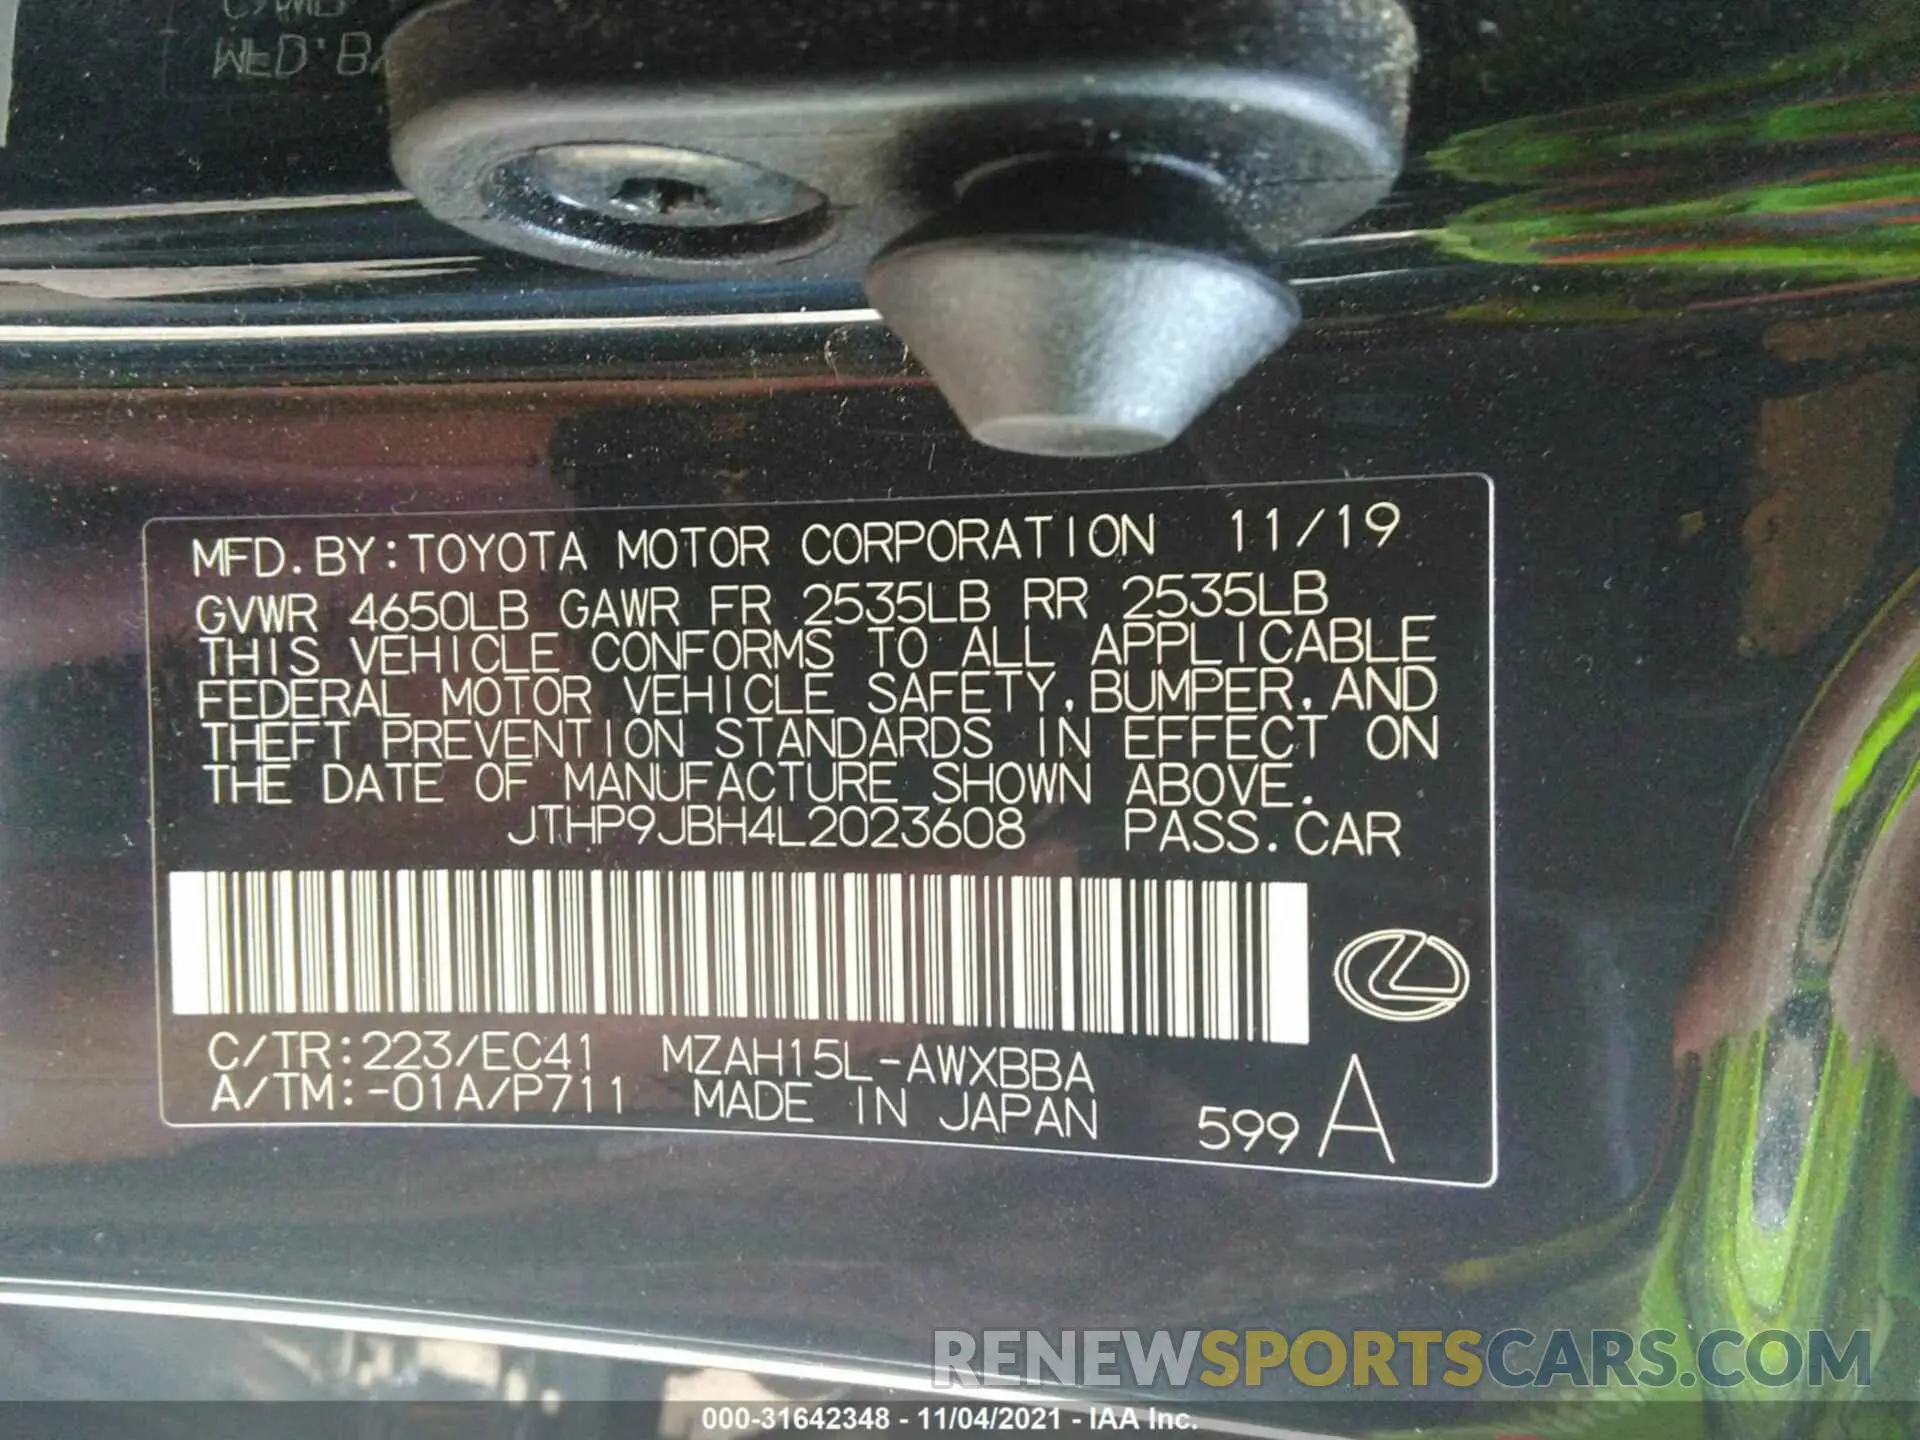 MFD.BY:TOYOTA MOTOR CORPORATION 11/19
GVWR 4650LB GAWR FR 2535LB RR 2535LB
THIS VEHICLE CONFORMS TO ALL APPLICABLE
FEDERAL MOTOR VEHICLE SAFETY,BUMPER,AND
THEFT PREVENTION STANDARDS IN EFFECT ON
THE DATE OF MANUFACTURE SHOWN ABOVE.
JTHP9JBH4L2023608 PASS.CAR
C/TR:223/EC41 MZAH15L-AWXBBA
A/TM:-01A/P711 MADE IN JAPAN 599 A
RENEWSPORTSCARS.COM
000-31642348 - 11/04/2021 - IAA Inc.